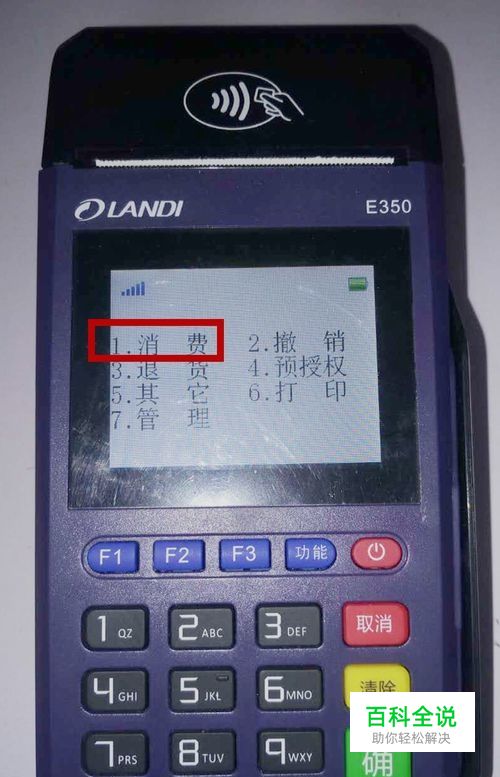 LANDI
E350
1.消 费 2.撤 销
3.退 货 4.预授权
5.其 它 6.打 印
7.管 理
F1 F2 F3 功能
1 QZ 2 ABC 3 DEF 取消
4 GHI 5 JKL 6 MNO 清除
7 PRS 8 TUV 9 WXY 确
百科全说
助你轻松解决